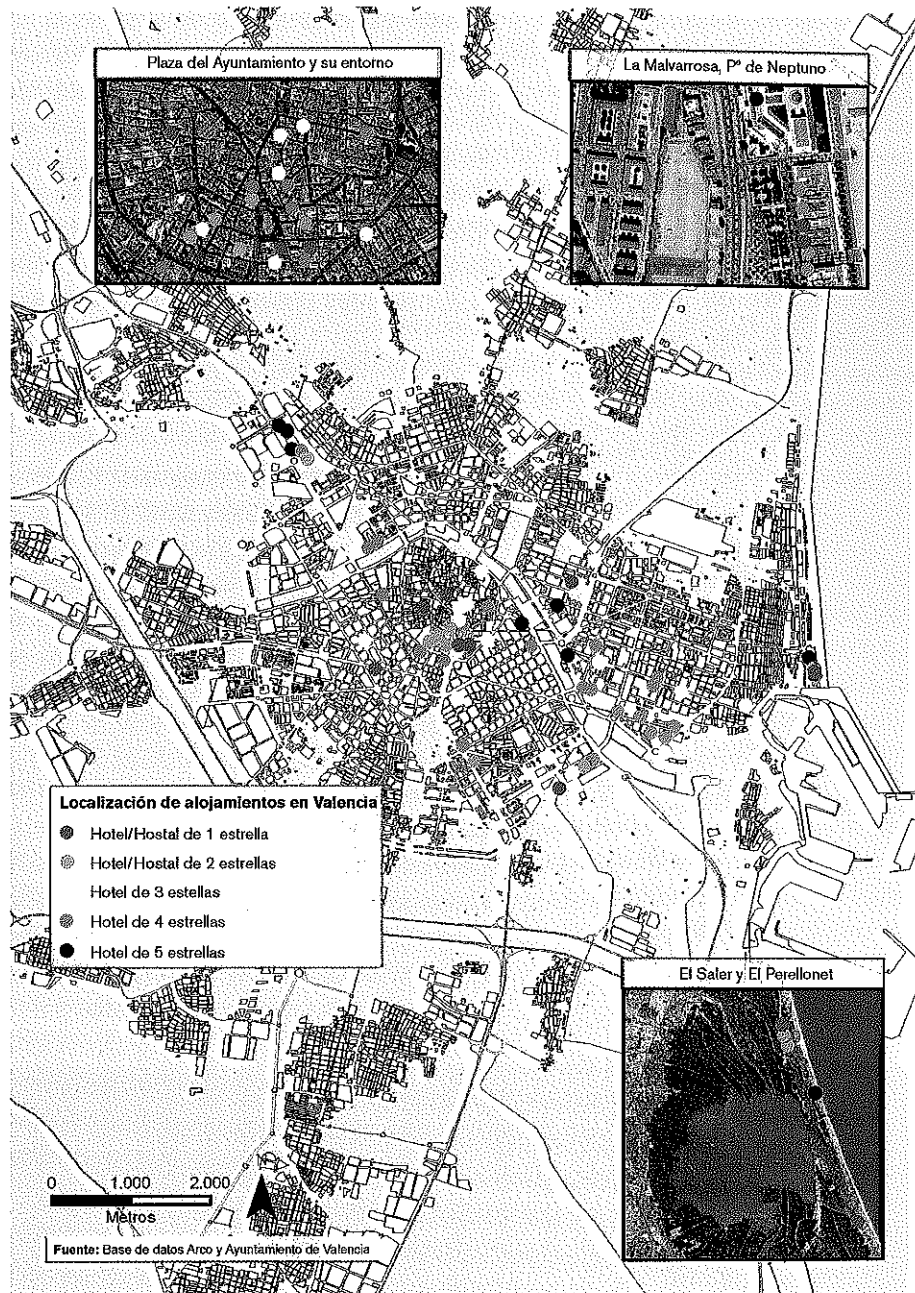 Plaza del Ayuntamiento y su entorno
La Malvarrosa, Pº de Neptuno
Localización de alojamientos en Valencia
Hotel/Hostal de 1 estrella
Hotel/Hostal de 2 estrellas
Hotel de 3 estellas
Hotel de 4 estrellas
Hotel de 5 estrellas
El Saler y El Perellonet
0 1.000 2.000
Metros
Fuente: Base de datos Arco y Ayuntamiento de Valencia